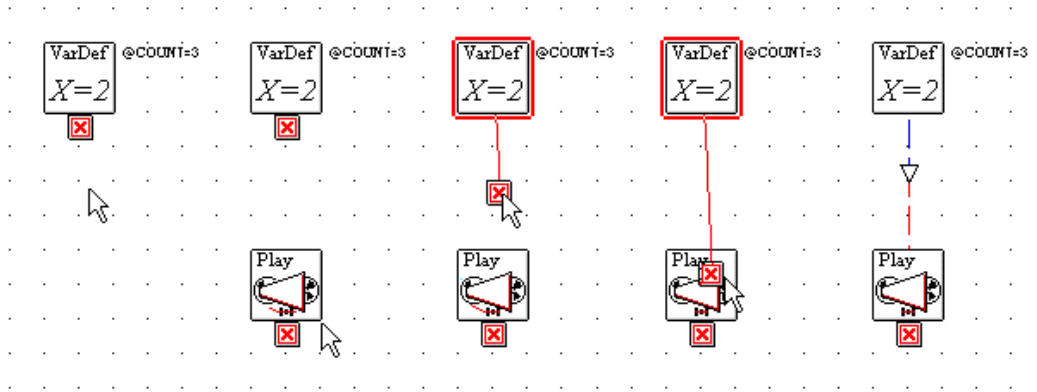 VarDef @COUNT=3 VarDef @COUNT=3 VarDef @COUNT=3 VarDef @COUNT=3 VarDef @COUNT=3
X=2 X=2 X=2 X=2 X=2
Play Play Play Play